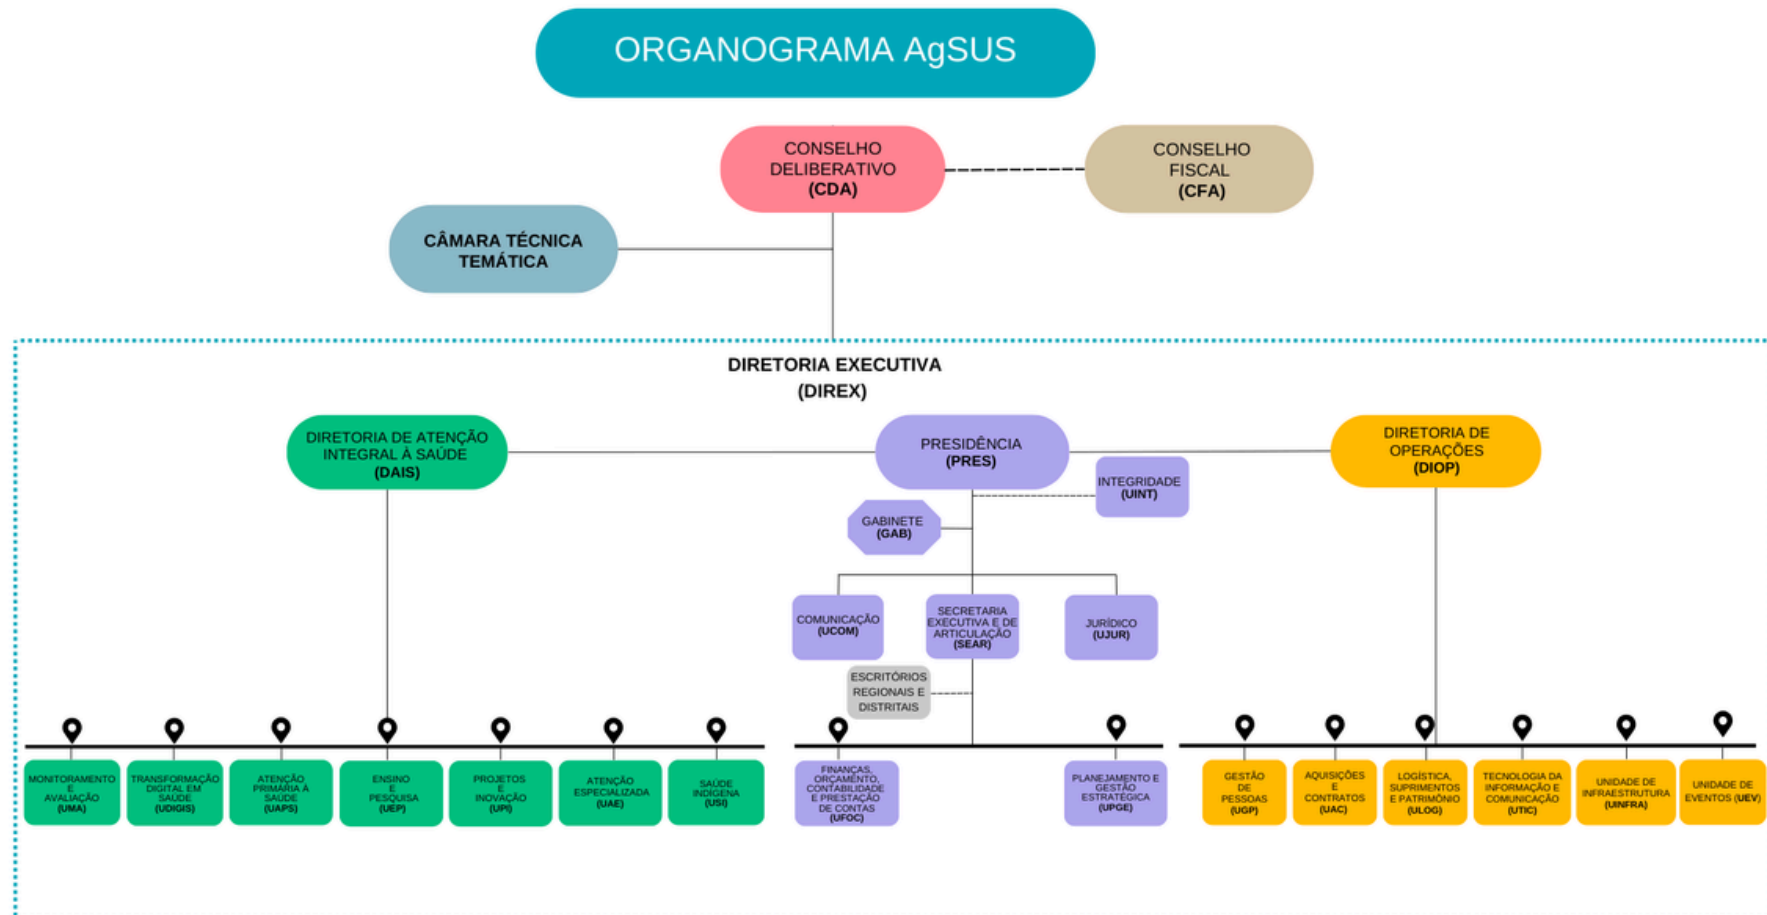 ORGANOGRAMA AgSUS
CONSELHO
DELIBERATIVO
(CDA)
CONSELHO
FISCAL
(CFA)
CÂMARA TÉCNICA
TEMÁTICA
DIRETORIA EXECUTIVA
(DIREX)
DIRETORIA DE ATENÇÃO
INTEGRAL À SAÚDE
(DAIS)
PRESIDÊNCIA
(PRES)
DIRETORIA DE
OPERAÇÕES
(DIOP)
INTEGRIDADE
(UINT)
GABINETE
(GAB)
COMUNICAÇÃO
(UCOM)
SECRETARIA
EXECUTIVA E DE
ARTICULAÇÃO
(SEAR)
JURÍDICO
(UJUR)
ESCRITÓRIOS
REGIONAIS E
DISTRITAIS
MONITORAMENTO
E
AVALIAÇÃO
(UMA)
TRANSFORMAÇÃO
DIGITAL EM
SAÚDE
(UDIGIS)
ATENÇÃO
PRIMARIA À
SAÚDE
(UAPS)
ENSINO
E
PESQUISA
(UEP)
PROJETOS
E
INOVAÇÃO
(UPI)
ATENÇÃO
ESPECIALIZADA
(UAE)
SAÚDE
INDÍGENA
(USI)
FINANÇAS,
ORÇAMENTO,
CONTABILIDADE
E PRESTAÇÃO
DE CONTAS
(UFOC)
PLANEJAMENTO E
GESTÃO
ESTRATÉGICA
(UPGE)
GESTÃO
DE
PESSOAS
(UGP)
AQUISIÇÕES
E
CONTRATOS
(UAC)
LOGÍSTICA,
SUPRIMENTOS
E PATRIMÔNIO
(ULOG)
TECNOLOGIA DA
INFORMAÇÃO E
COMUNICAÇÃO
(UTIC)
UNIDADE DE
INFRAESTRUTURA
(UINFRA)
UNIDADE DE
EVENTOS (UEV)